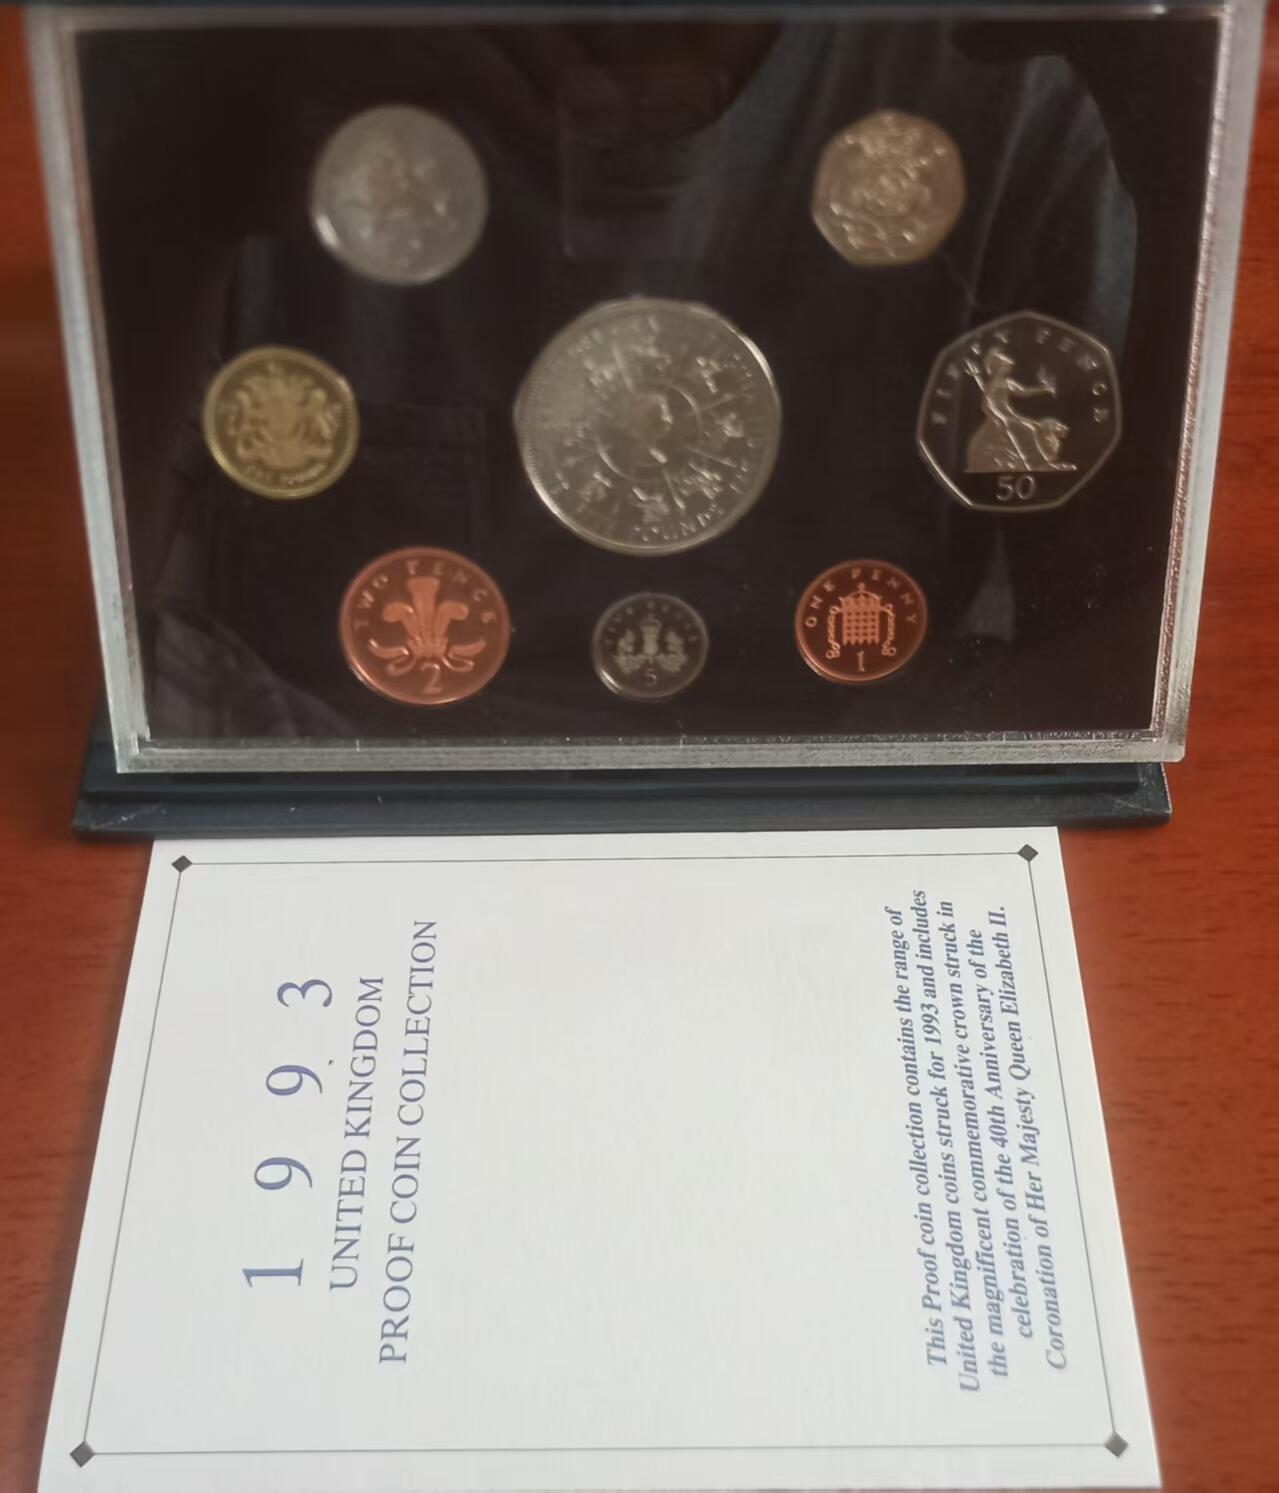 FIFTY PENCE
50
TWO PENCE
2
5
ONE PENNY
1
1993
UNITED KINGDOM
PROOF COIN COLLECTION
This Proof coin collection contains the range of
United Kingdom coins struck for 1993 and includes
the magnificent commemorative crown struck in
celebration of the 40th Anniversary of the
Coronation of Her Majesty Queen Elizabeth II.